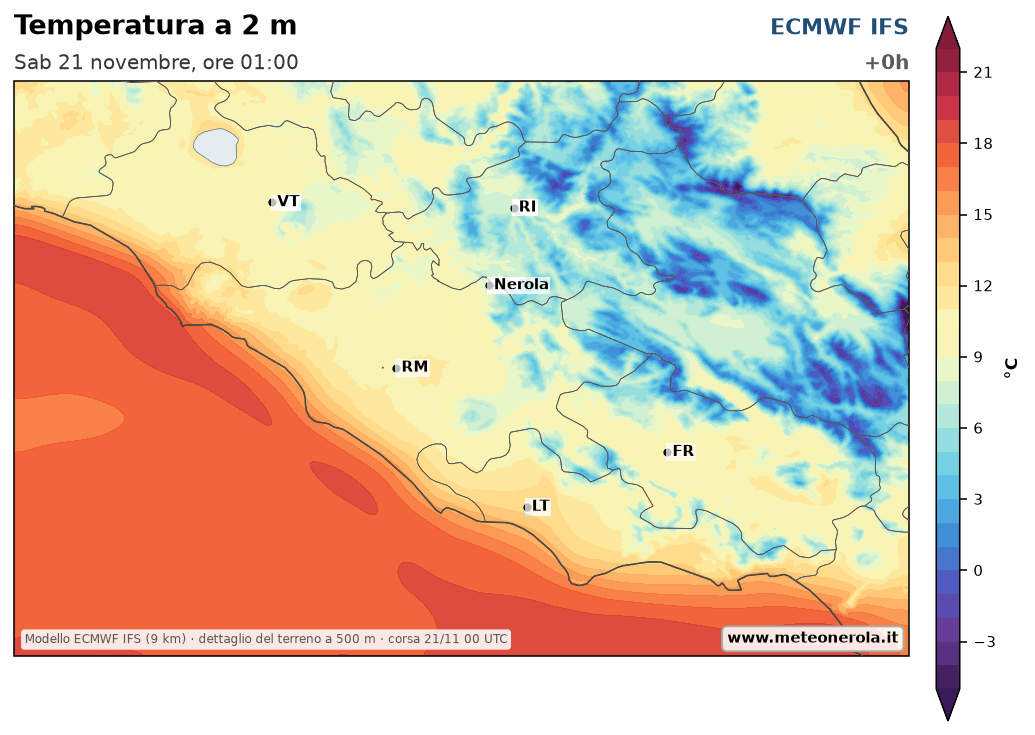 Temperatura a 2 m
ECMWF IFS
Sab 21 novembre, ore 01:00
+0h
VT
RI
Nerola
RM
FR
LT
21
18
15
12
9
6
3
0
−3
°C
Modello ECMWF IFS (9 km) · dettaglio del terreno a 500 m · corsa 21/11 00 UTC
www.meteonerola.it